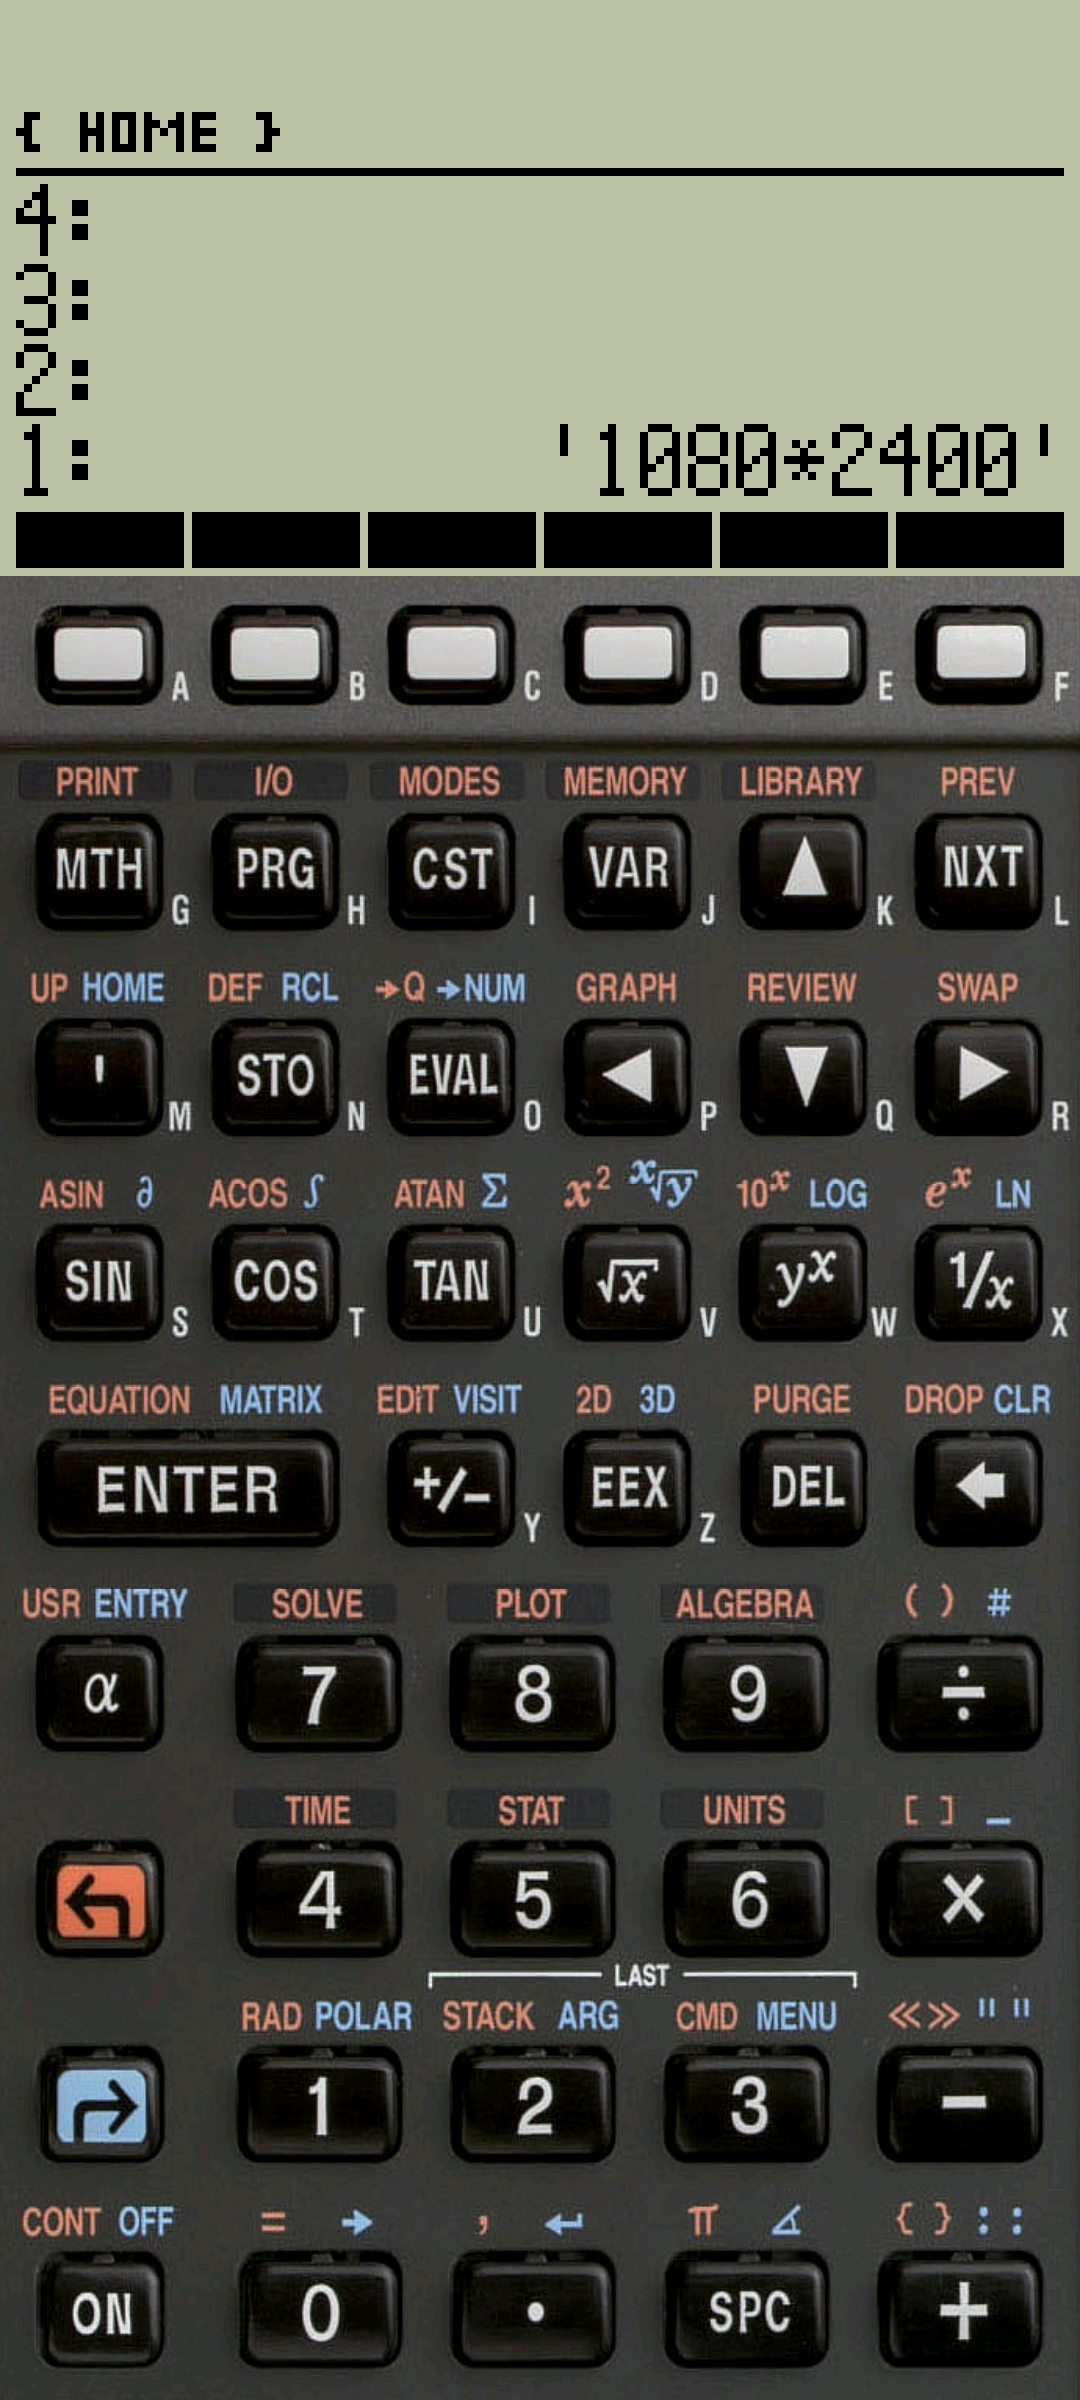 { HOME }
4:
3:
2:
1: '1080*2400'
A B C D E F
PRINT I/O MODES MEMORY LIBRARY PREV
MTH G PRG H CST I VAR J ▲ K NXT L
UP HOME DEF RCL →Q →NUM GRAPH REVIEW SWAP
' M STO N EVAL O ◀ P ▼ Q ▶ R
ASIN ∂ ACOS ∫ ATAN Σ x² ˣ√y 10ˣ LOG eˣ LN
SIN S COS T TAN U √x V yˣ W 1/x X
EQUATION MATRIX EDIT VISIT 2D 3D PURGE DROP CLR
ENTER +/− Y EEX Z DEL ⬅
USR ENTRY SOLVE PLOT ALGEBRA ( ) #
α 7 8 9 ÷
TIME STAT UNITS [ ] _
↰ 4 5 6 ×
LAST
RAD POLAR STACK ARG CMD MENU «» " "
↱ 1 2 3 −
CONT OFF = → , ↵ π ∡ { } : :
ON 0 . SPC +